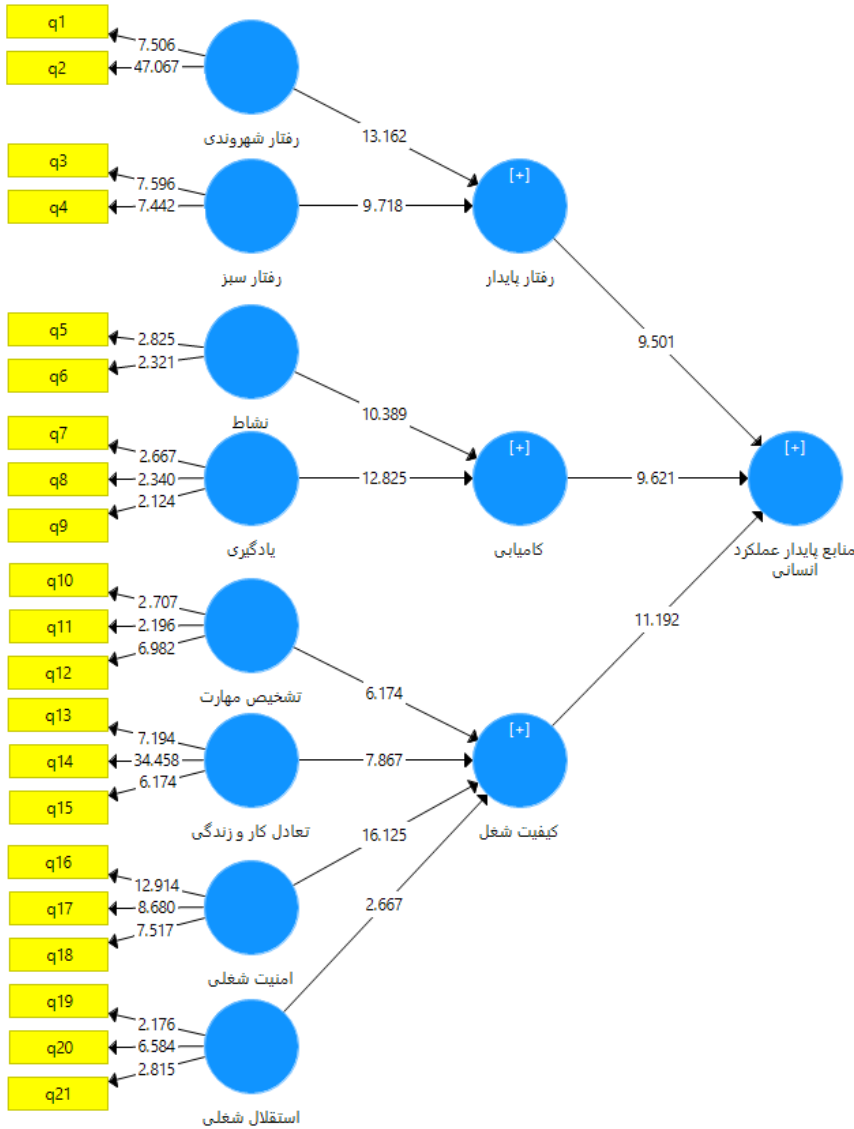 q1
7.506
q2
47.067
رفتار شهروندی
13.162
q3
7.596
q4
7.442
9.718
[+]
رفتار سبز
رفتار پایدار
q5
2.825
q6
2.321
نشاط
10.389
9.501
q7
2.667
q8
2.340
q9
2.124
12.825
[+]
9.621
[+]
یادگیری
کامیابی
منابع پایدار عملکرد
انسانی
q10
2.707
q11
2.196
q12
6.982
تشخیص مهارت
6.174
11.192
q13
7.194
q14
34.458
q15
6.174
7.867
[+]
تعادل کار و زندگی
کیفیت شغل
q16
12.914
q17
8.680
q18
7.517
16.125
امنیت شغلی
2.667
q19
2.176
q20
6.584
q21
2.815
استقلال شغلی